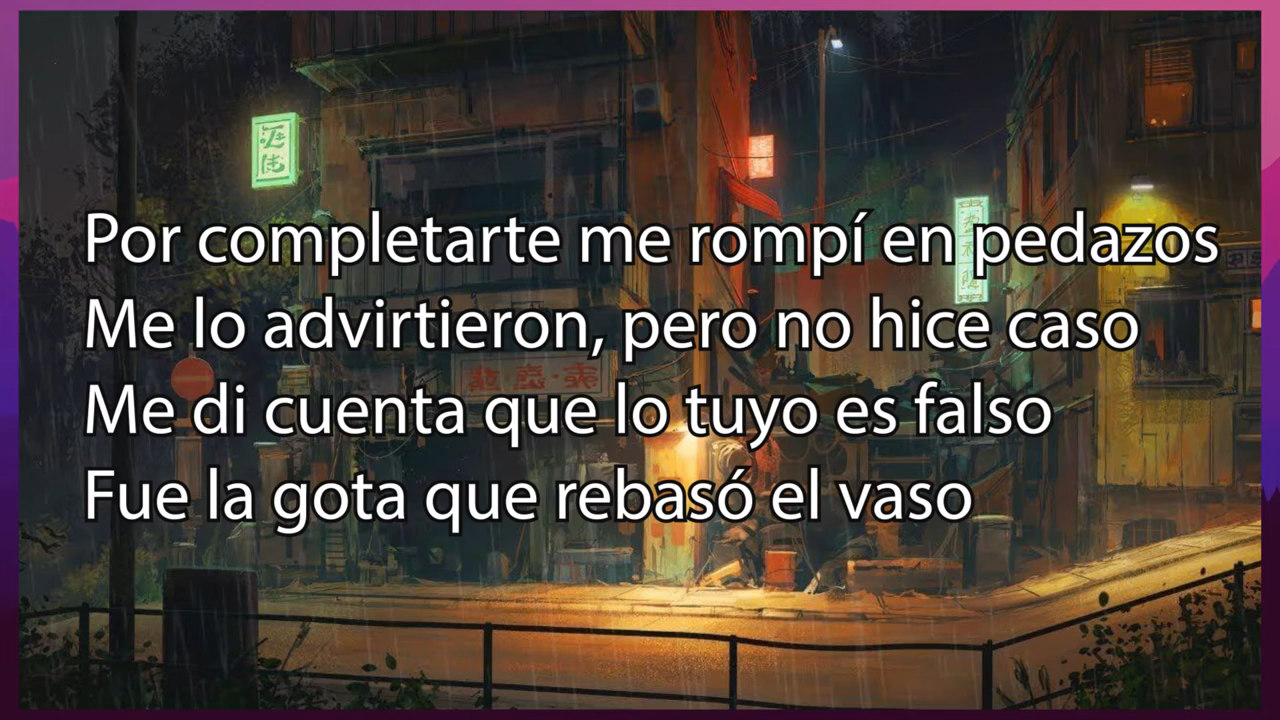 Por completarte me rompí en pedazos
Me lo advirtieron, pero no hice caso
Me di cuenta que lo tuyo es falso
Fue la gota que rebasó el vaso